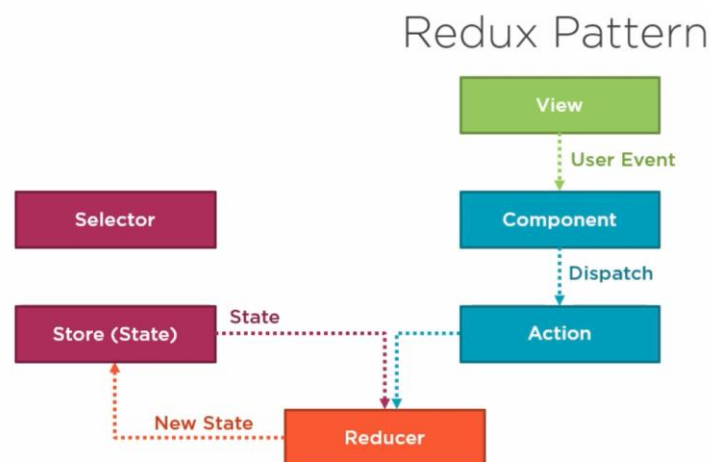 Redux Pattern
View
User Event
Selector
Component
Dispatch
Store (State)
State
Action
New State
Reducer